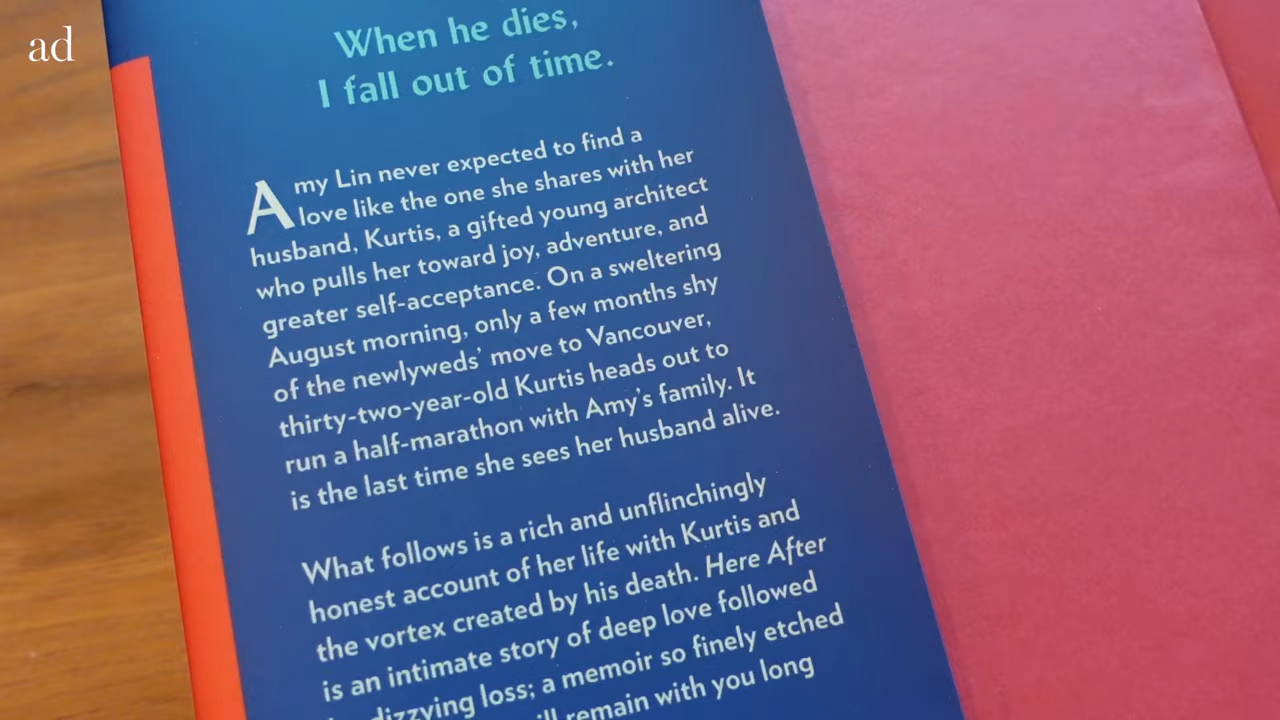 ad
When he dies,
I fall out of time.
Amy Lin never expected to find a
love like the one she shares with her
husband, Kurtis, a gifted young architect
who pulls her toward joy, adventure, and
greater self-acceptance. On a sweltering
August morning, only a few months shy
of the newlyweds’ move to Vancouver,
thirty-two-year-old Kurtis heads out to
run a half-marathon with Amy’s family. It
is the last time she sees her husband alive.
What follows is a rich and unflinchingly
honest account of her life with Kurtis and
the vortex created by his death. Here After
is an intimate story of deep love followed
dizzying loss; a memoir so finely etched
remain with you long